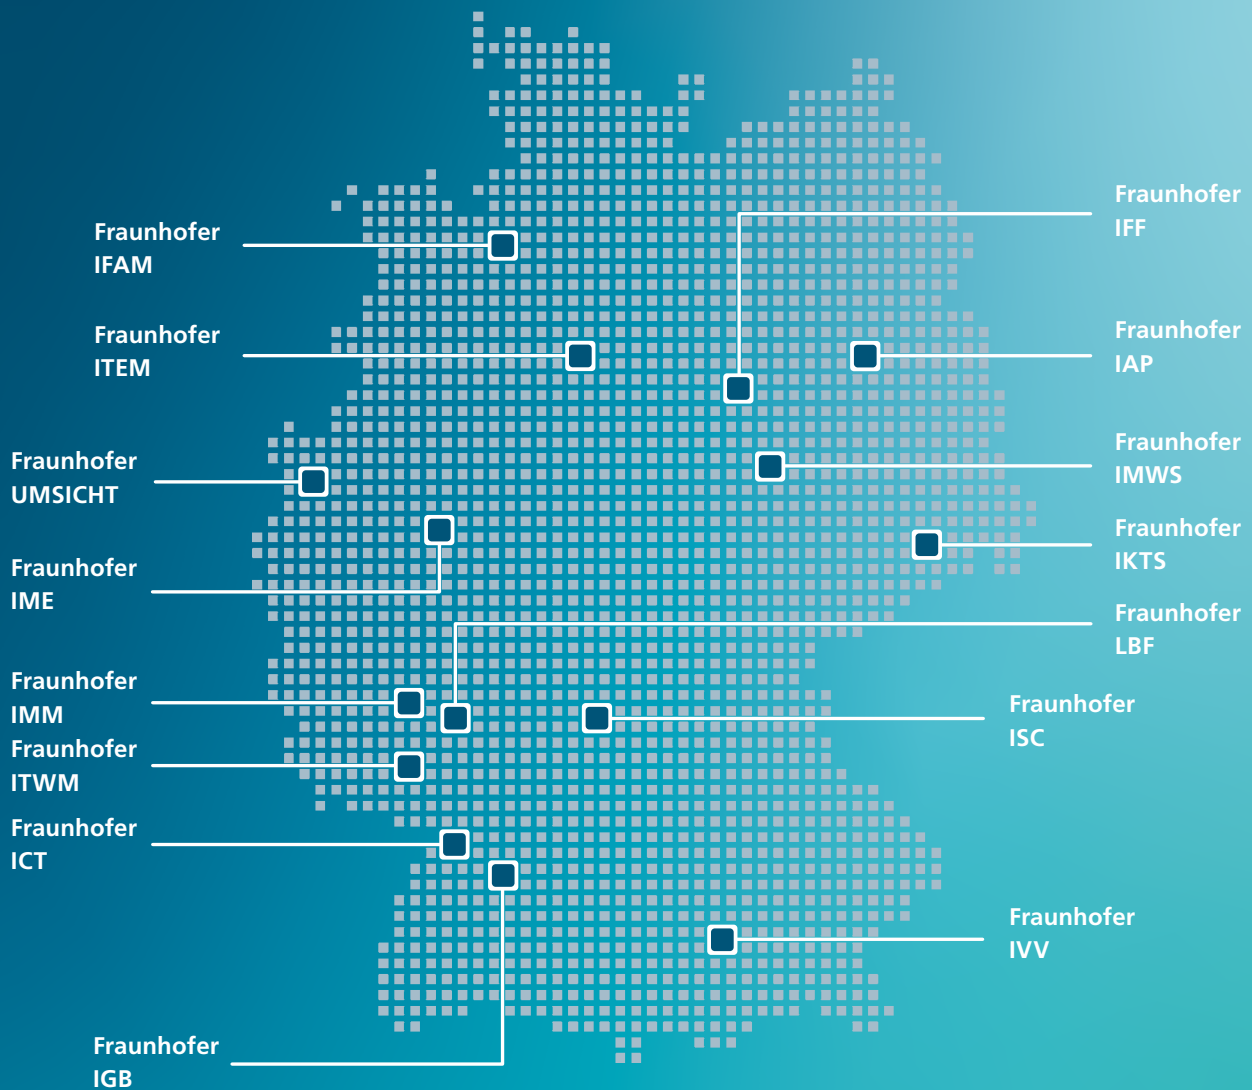 Fraunhofer
IFAM
Fraunhofer
ITEM
Fraunhofer
UMSICHT
Fraunhofer
IME
Fraunhofer
IMM
Fraunhofer
ITWM
Fraunhofer
ICT
Fraunhofer
IGB
Fraunhofer
IFF
Fraunhofer
IAP
Fraunhofer
IMWS
Fraunhofer
IKTS
Fraunhofer
LBF
Fraunhofer
ISC
Fraunhofer
IVV